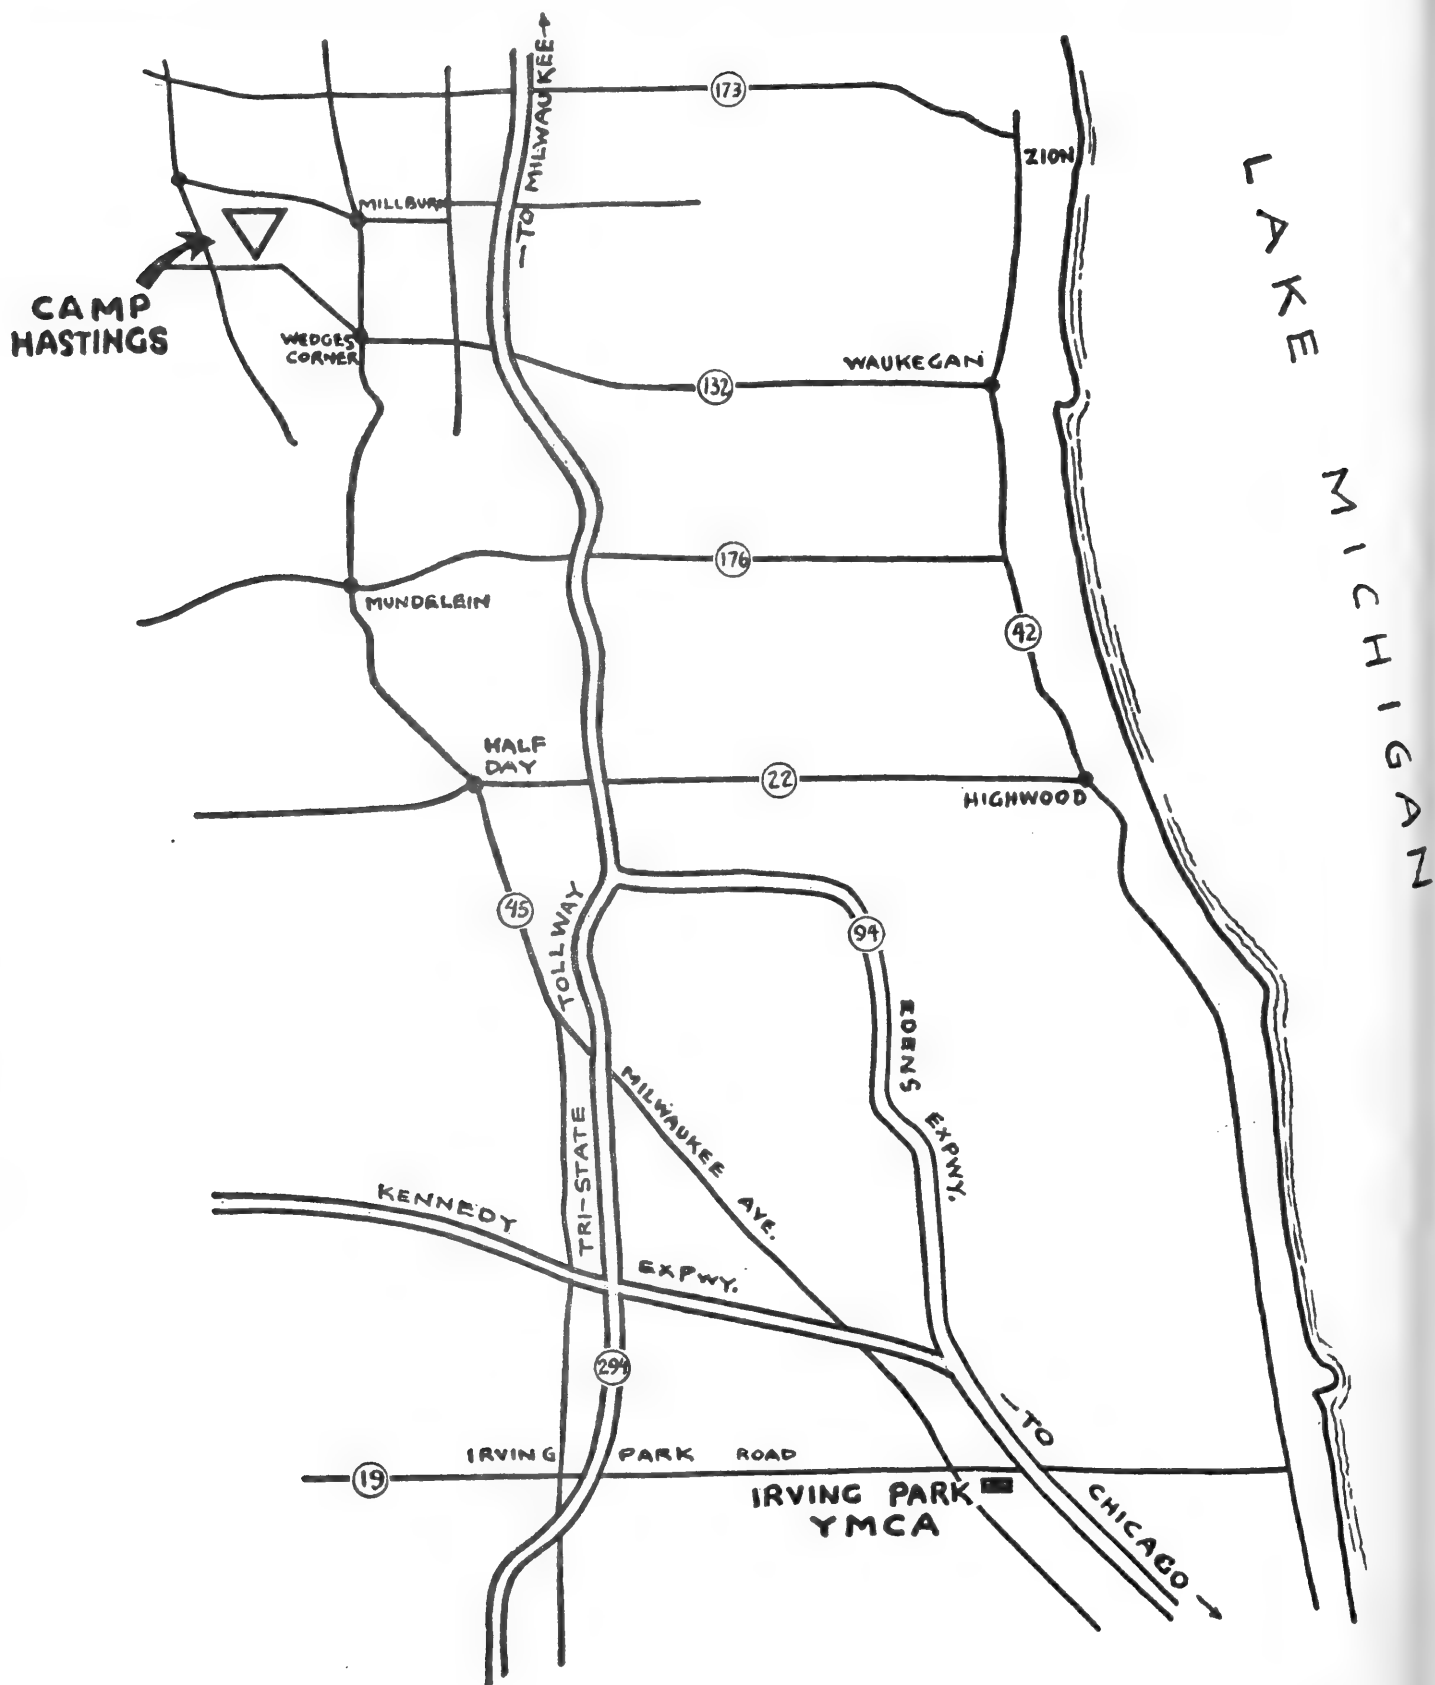 —TO MILWAUKEE→
173
ZION
LAKE MICHIGAN
MILLBURN
CAMP
HASTINGS
WEDGES
CORNER
WAUKEGAN
132
176
MUNDELEIN
42
HALF
DAY
22
HIGHWOOD
45
TOLLWAY
94
EDENS EXPWY.
MILWAUKEE AVE.
TRI-STATE
KENNEDY EXPWY.
294
—TO CHICAGO→
IRVING PARK ROAD
19
IRVING PARK
YMCA